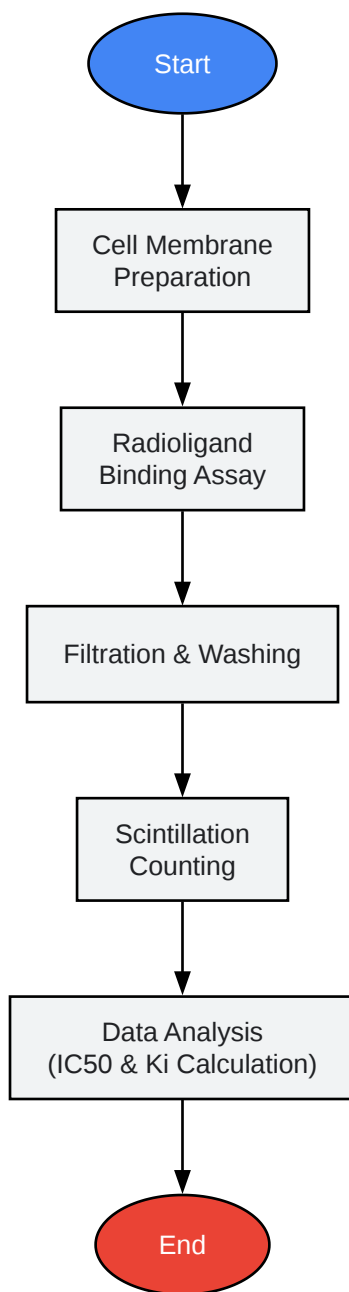 Start
Cell Membrane
Preparation
Radioligand
Binding Assay
Filtration & Washing
Scintillation
Counting
Data Analysis
(IC50 & Ki Calculation)
End